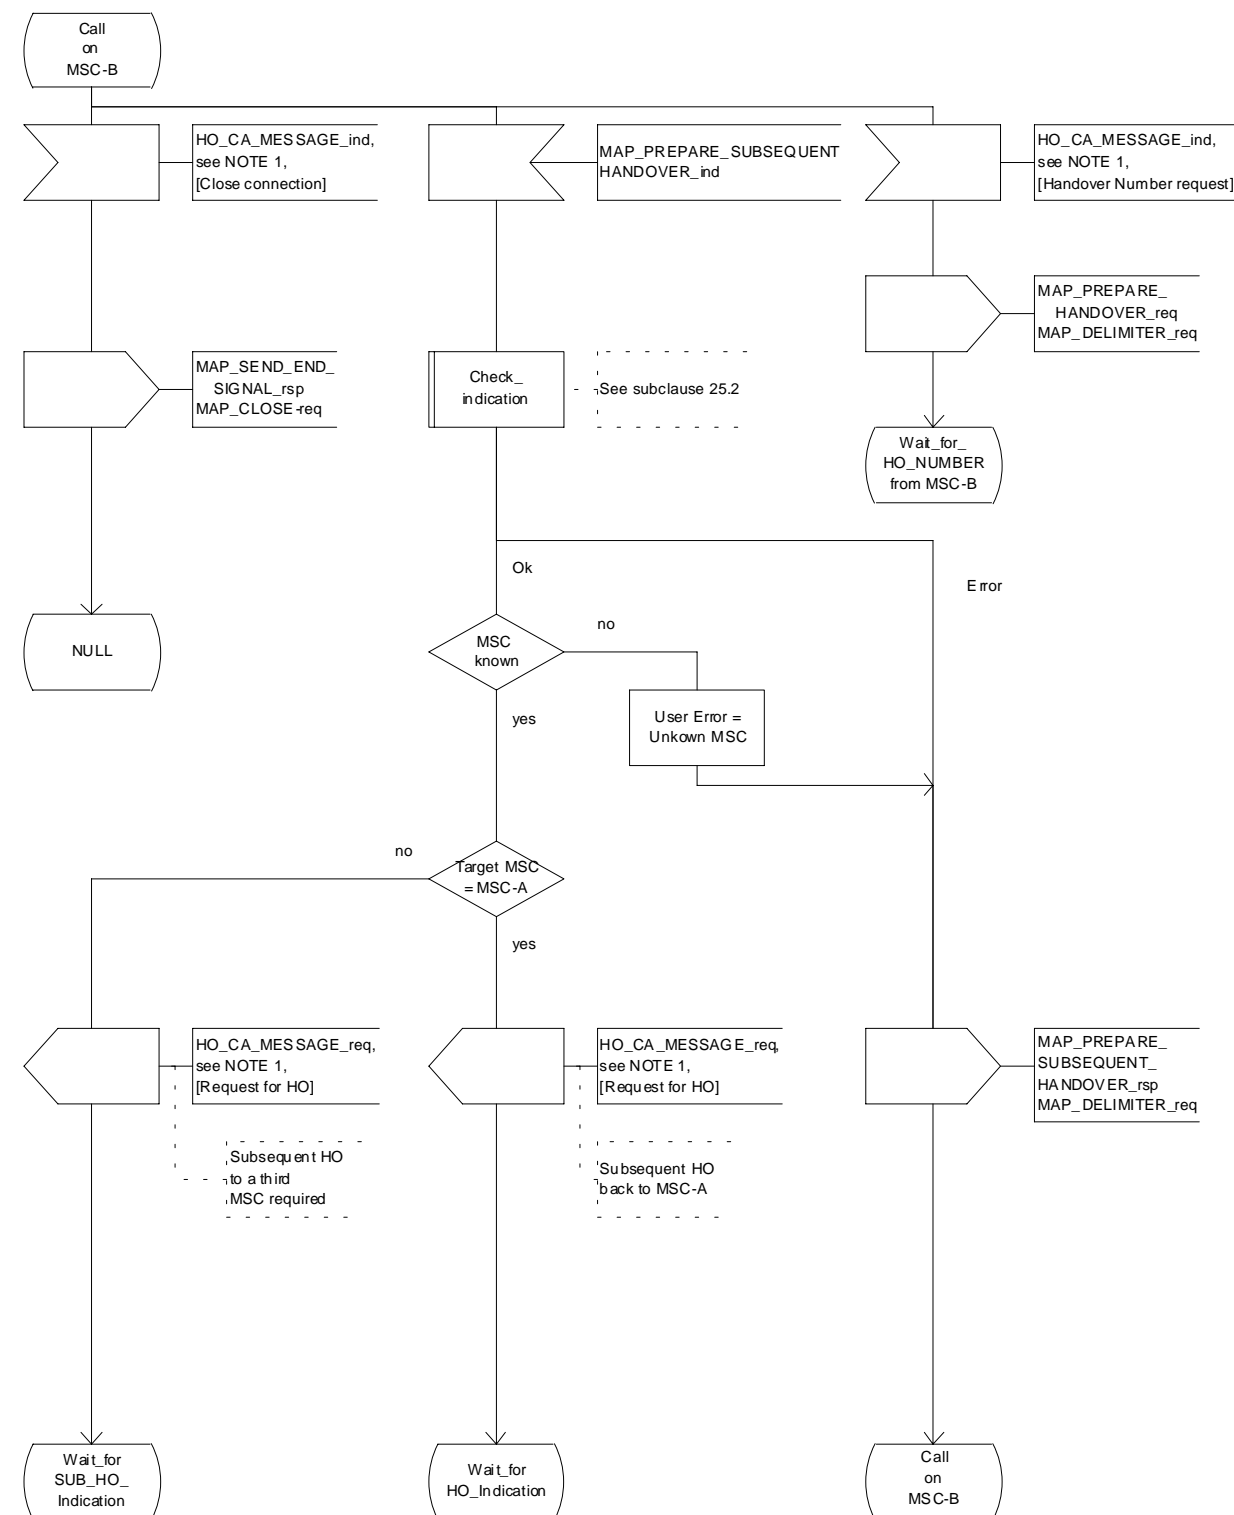 Call
on
MSC-B
HO_CA_MESSAGE_ind,
see NOTE 1,
[Close connection]
MAP_PREPARE_SUBSEQUENT
HANDOVER_ind
HO_CA_MESSAGE_ind,
see NOTE 1,
[Handover Number request]
MAP_PREPARE_
HANDOVER_req
MAP_DELIMITER_req
MAP_SEND_END_
SIGNAL_rsp
MAP_CLOSE-req
Check_
indication
See subclause 25.2
Wait_for_
HO_NUMBER
from MSC-B
Ok
Error
NULL
MSC
known
no
User Error =
Unkown MSC
yes
no
Target MSC
= MSC-A
yes
HO_CA_MESSAGE_req,
see NOTE 1,
[Request for HO]
HO_CA_MESSAGE_req,
see NOTE 1,
[Request for HO]
MAP_PREPARE_
SUBSEQUENT_
HANDOVER_rsp
MAP_DELIMITER_req
Subsequent HO
to a third
MSC required
Subsequent HO
back to MSC-A
Wait_for
SUB_HO_
Indication
Wait_for
HO_Indication
Call
on
MSC-B